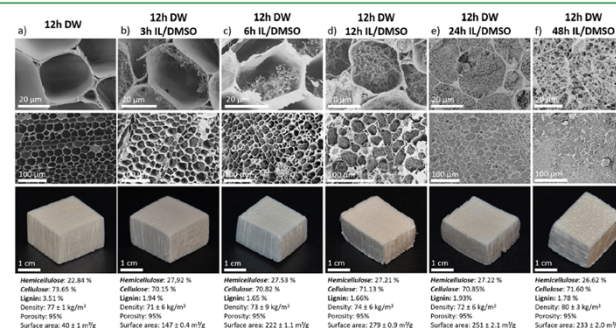 12h DW
a)
20 µm
100 µm
1 cm
Hemicellulose: 22,84 %
Cellulose: 73,65 %
Lignin: 3.51 %
Density: 77 ± 1 kg/m³
Porosity: 95%
Surface area: 40 ± 1 m²/g
12h DW
b) 3h IL/DMSO
20 µm
100 µm
1 cm
Hemicellulose: 27,92 %
Cellulose: 70,15 %
Lignin: 1.94 %
Density: 71 ± 6 kg/m³
Porosity: 95%
Surface area: 147 ± 0.4 m²/g
12h DW
c) 6h IL/DMSO
20 µm
100 µm
1 cm
Hemicellulose: 27,53 %
Cellulose: 70,82 %
Lignin: 1.65 %
Density: 73 ± 9 kg/m³
Porosity: 95%
Surface area: 222 ± 1.1 m²/g
12h DW
d) 12h IL/DMSO
20 µm
100 µm
1 cm
Hemicellulose: 27,21 %
Cellulose: 71,13 %
Lignin: 1.66%
Density: 74 ± 6 kg/m³
Porosity: 95%
Surface area: 279 ± 0.9 m²/g
12h DW
e) 24h IL/DMSO
20 µm
100 µm
1 cm
Hemicellulose: 27,22 %
Cellulose: 70,85%
Lignin: 1.93%
Density: 72 ± 6 kg/m³
Porosity: 95%
Surface area: 251 ± 2.1 m²/g
12h DW
f) 48h IL/DMSO
20 µm
100 µm
1 cm
Hemicellulose: 26,62 %
Cellulose: 71,60 %
Lignin: 1.78 %
Density: 80 ± 3 kg/m³
Porosity: 95%
Surface area: 233 ± 1.3